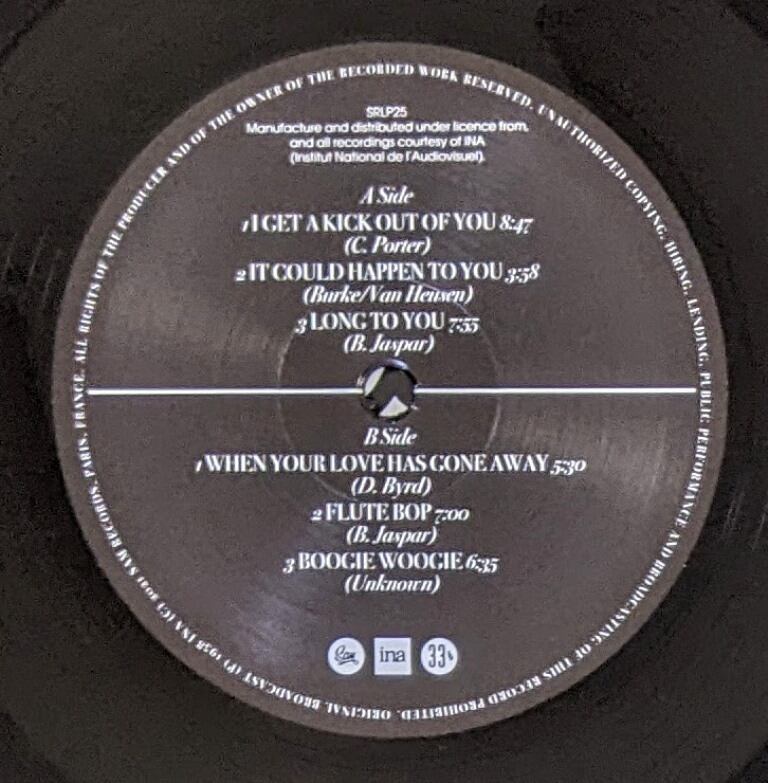 SRLP25
Manufacture and distributed under licence from,
and all recordings courtesy of INA
(Institut National de l'Audiovisuel).
A Side
1 I GET A KICK OUT OF YOU 8:47
(C. Porter)
2 IT COULD HAPPEN TO YOU 3:58
(Burke/Van Heusen)
3 LONG TO YOU 7:55
(B. Jaspar)
B Side
1 WHEN YOUR LOVE HAS GONE AWAY 5:30
(D. Byrd)
2 FLUTE BOP 7:00
(B. Jaspar)
3 BOOGIE WOOGIE 6:35
(Unknown)
Sam
ina
33⅓
ORIGINAL BROADCAST (P) 1958 INA (C) 2021 SAM RECORDS. PARIS. FRANCE. ALL RIGHTS OF THE PRODUCER AND OF THE OWNER OF THE RECORDED WORK RESERVED. UNAUTHORIZED COPYING, HIRING, LENDING, PUBLIC PERFORMANCE AND BROADCASTING OF THIS RECORD PROHIBITED.